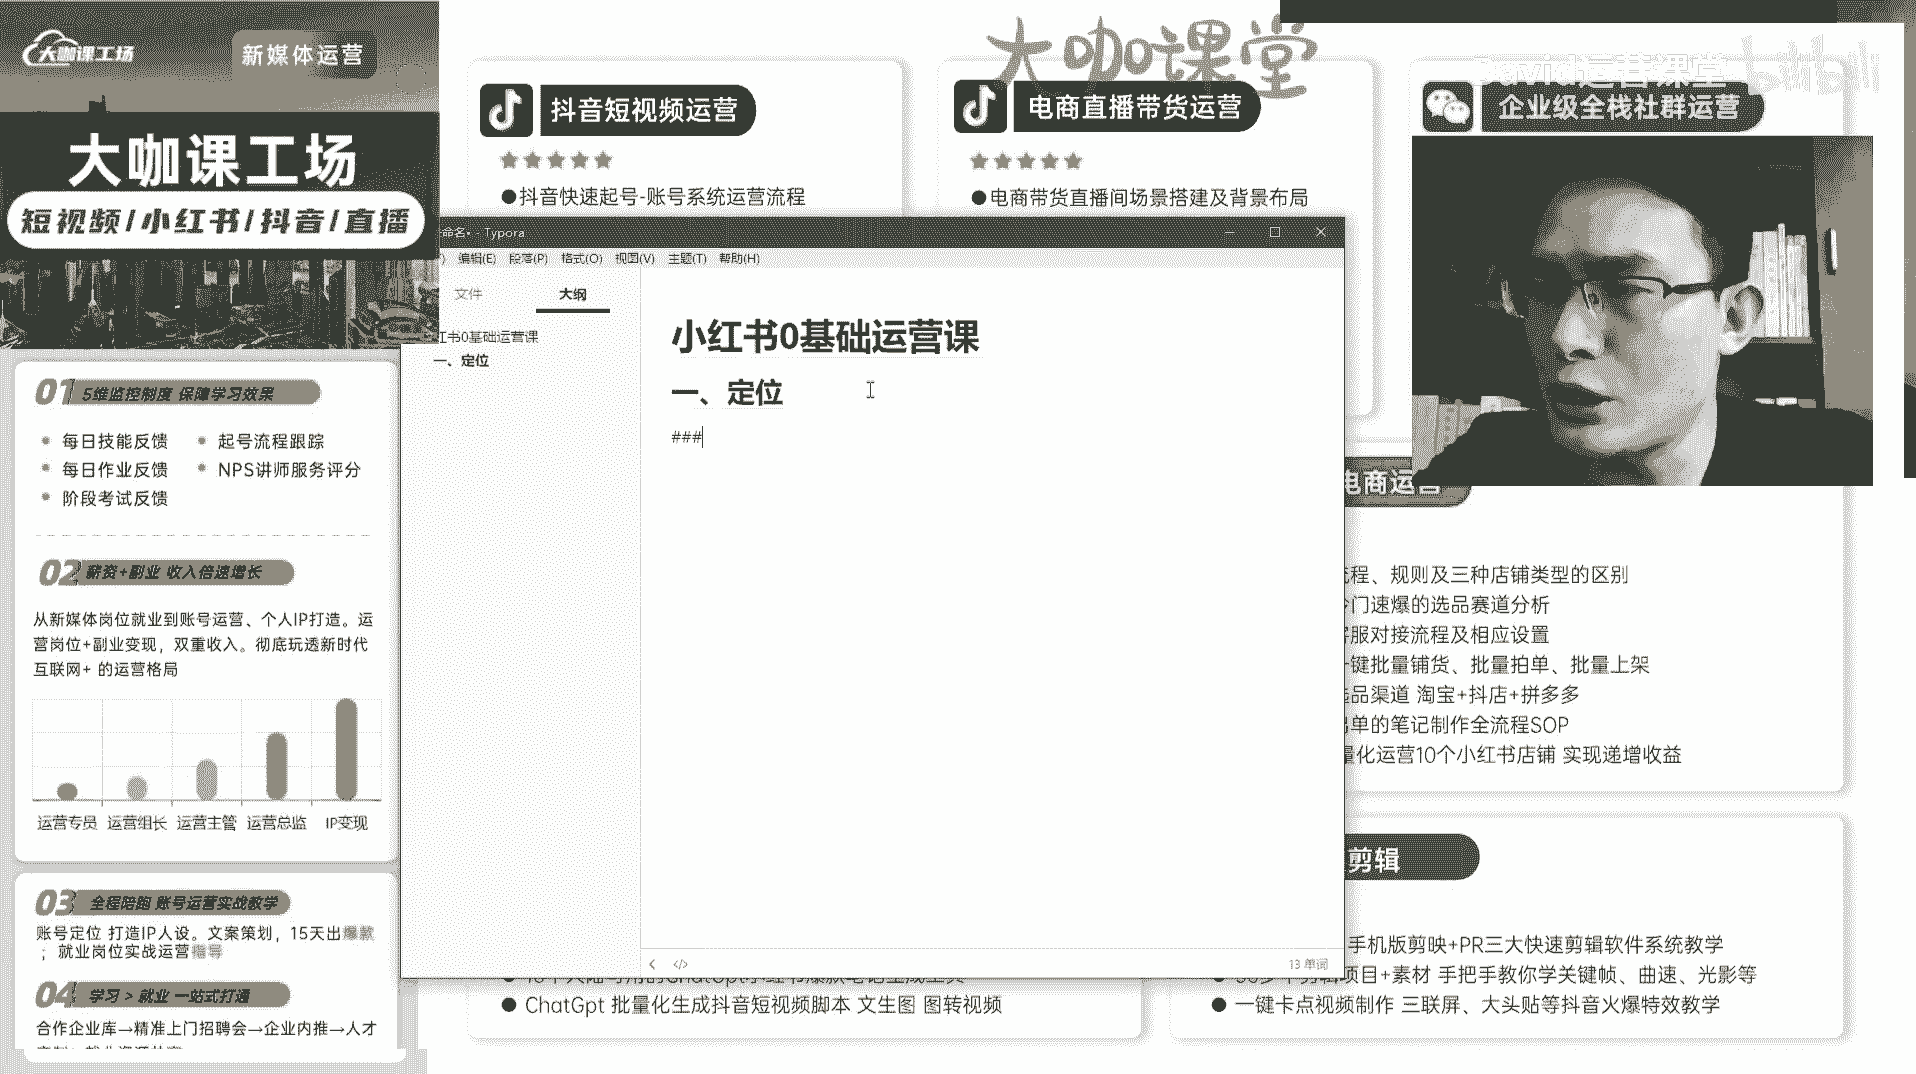 大咖课工场
新媒体运营
大咖课工场
短视频/小红书/抖音/直播
01 5维监控制度 保障学习效果
每日技能反馈
起号流程跟踪
每日作业反馈
NPS讲师服务评分
阶段考试反馈
02 薪资+副业 收入倍速增长
从新媒体岗位就业到账号运营、个人IP打造。运
营岗位+副业变现，双重收入。彻底玩透新时代
互联网+ 的运营格局
运营专员 运营组长 运营主管 运营总监 IP变现
03 全程陪跑 账号运营实战教学
账号定位 打造IP人设。文案策划，15天出爆款
；就业岗位实战运营指导
04 学习 > 就业 一站式打通
合作企业库→精准上门招聘会→企业内推→人才
大咖课堂
抖音短视频运营
●抖音快速起号-账号系统运营流程
电商直播带货运营
●电商带货直播间场景搭建及背景布局
David运营课堂
bilibili
企业级全栈社群运营
命名• - Typora
编辑(E) 段落(P) 格式(O) 视图(V) 主题(T) 帮助(H)
文件
大纲
红书0基础运营课
一、定位
小红书0基础运营课
一、定位
###
</>
13 单词
电商运营
流程、规则及三种店铺类型的区别
冷门速爆的选品赛道分析
客服对接流程及相应设置
一键批量铺货、批量拍单、批量上架
选品渠道 淘宝+抖店+拼多多
出单的笔记制作全流程SOP
量化运营10个小红书店铺 实现递增收益
剪辑
手机版剪映+PR三大快速剪辑软件系统教学
项目+素材 手把手教你学关键帧、曲速、光影等
● 一键卡点视频制作 三联屏、大头贴等抖音火爆特效教学
● ChatGpt 批量化生成抖音短视频脚本 文生图 图转视频